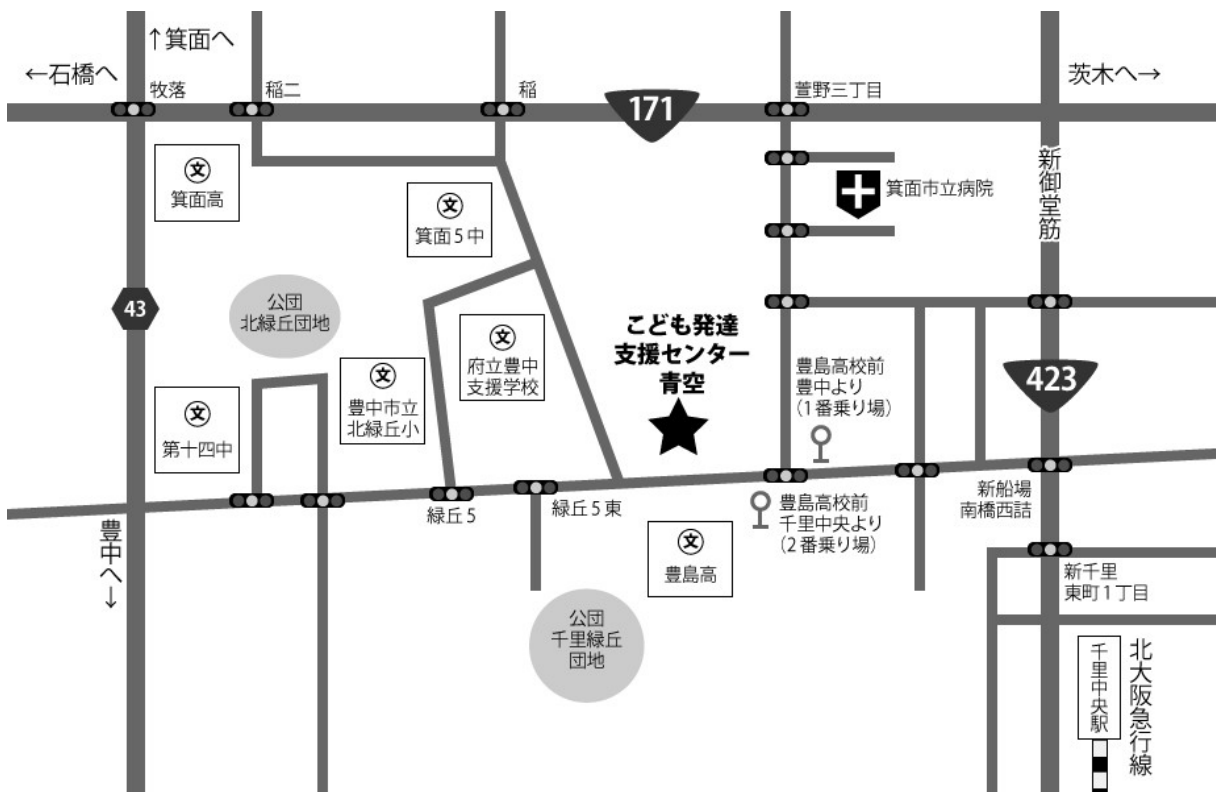 ↑箕面へ
←石橋へ
茨木へ→
牧落
稲二
稲
171
萱野三丁目
文
箕面高
文
箕面5中
箕面市立病院
新御堂筋
43
公団
北緑丘団地
こども発達
支援センター
青空
文
府立豊中
支援学校
文
豊中市立
北緑丘小
豊島高校前
豊中より
(1番乗り場)
423
文
第十四中
緑丘5
緑丘5東
豊島高校前
千里中央より
(2番乗り場)
新船場
南橋西詰
豊中へ↓
文
豊島高
新千里
東町1丁目
公団
千里緑丘
団地
千里中央駅
北大阪急行線